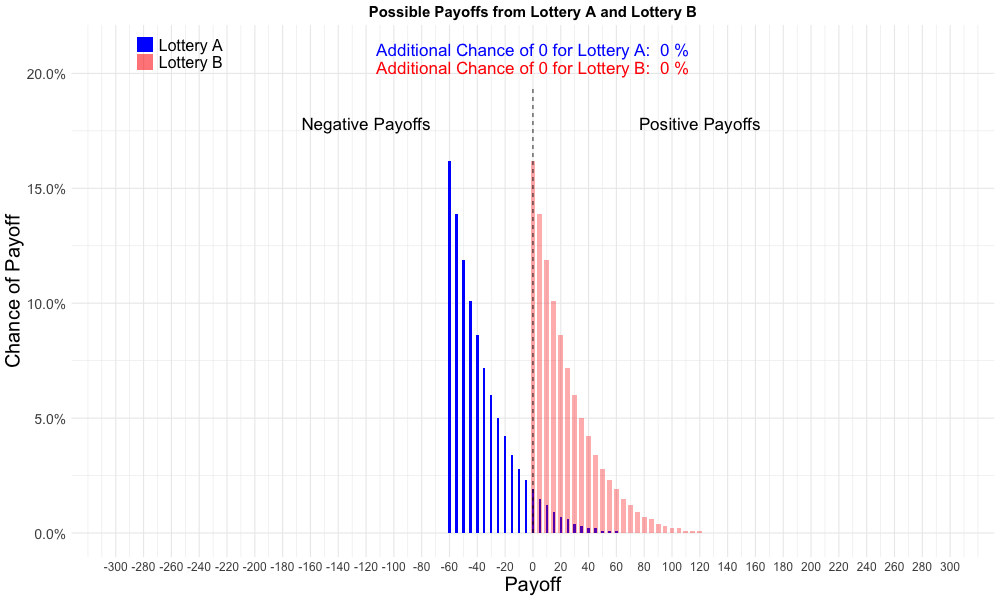 Possible Payoffs from Lottery A and Lottery B
Lottery A
Lottery B
Additional Chance of 0 for Lottery A:  0 %
Additional Chance of 0 for Lottery B:  0 %
Negative Payoffs
Positive Payoffs
Chance of Payoff
20.0%
15.0%
10.0%
5.0%
0.0%
-300 -280 -260 -240 -220 -200 -180 -160 -140 -120 -100 -80 -60 -40 -20 0 20 40 60 80 100 120 140 160 180 200 220 240 260 280 300
Payoff